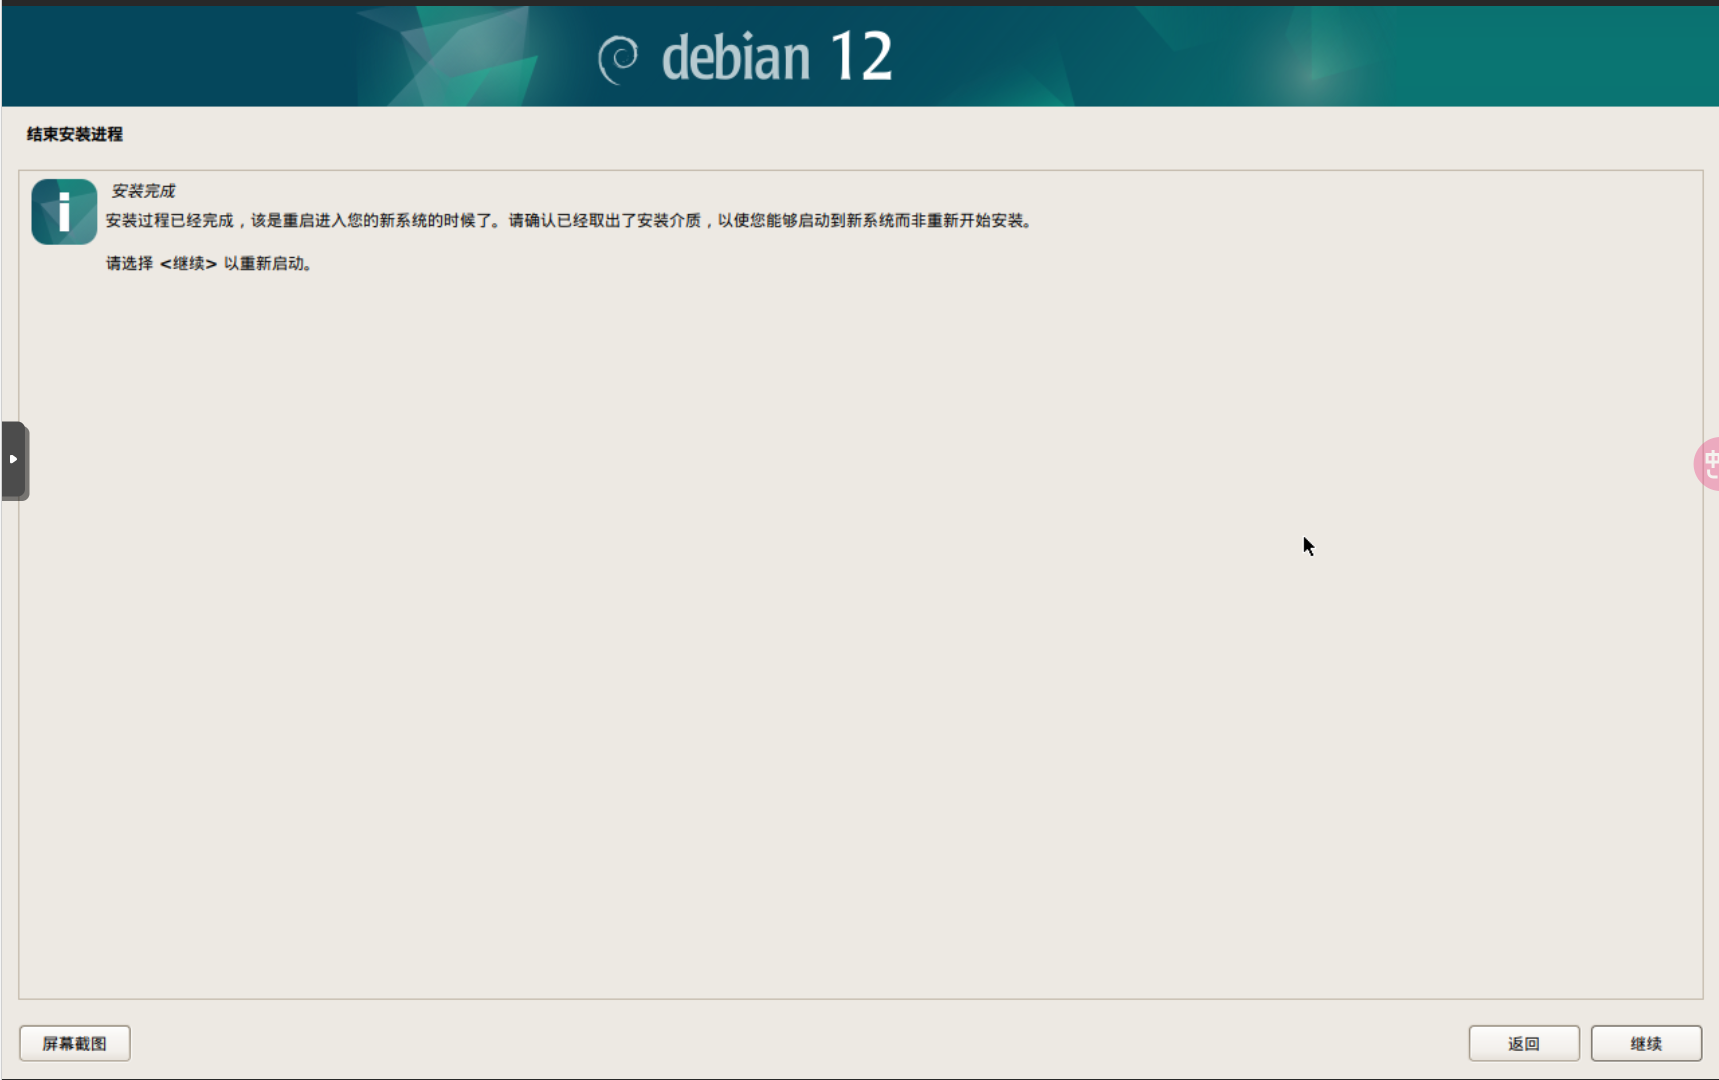 debian 12
结束安装进程
安装完成
安装过程已经完成，该是重启进入您的新系统的时候了。请确认已经取出了安装介质，以使您能够启动到新系统而非重新开始安装。
请选择 <继续> 以重新启动。
中
屏幕截图
返回
继续